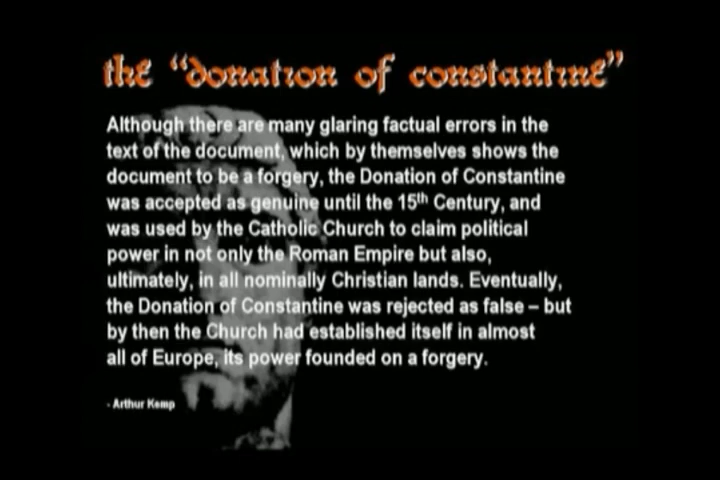 the “donation of constantine”
Although there are many glaring factual errors in the
text of the document, which by themselves shows the
document to be a forgery, the Donation of Constantine
was accepted as genuine until the 15th Century, and
was used by the Catholic Church to claim political
power in not only the Roman Empire but also,
ultimately, in all nominally Christian lands. Eventually,
the Donation of Constantine was rejected as false – but
by then the Church had established itself in almost
all of Europe, its power founded on a forgery.
- Arthur Kemp